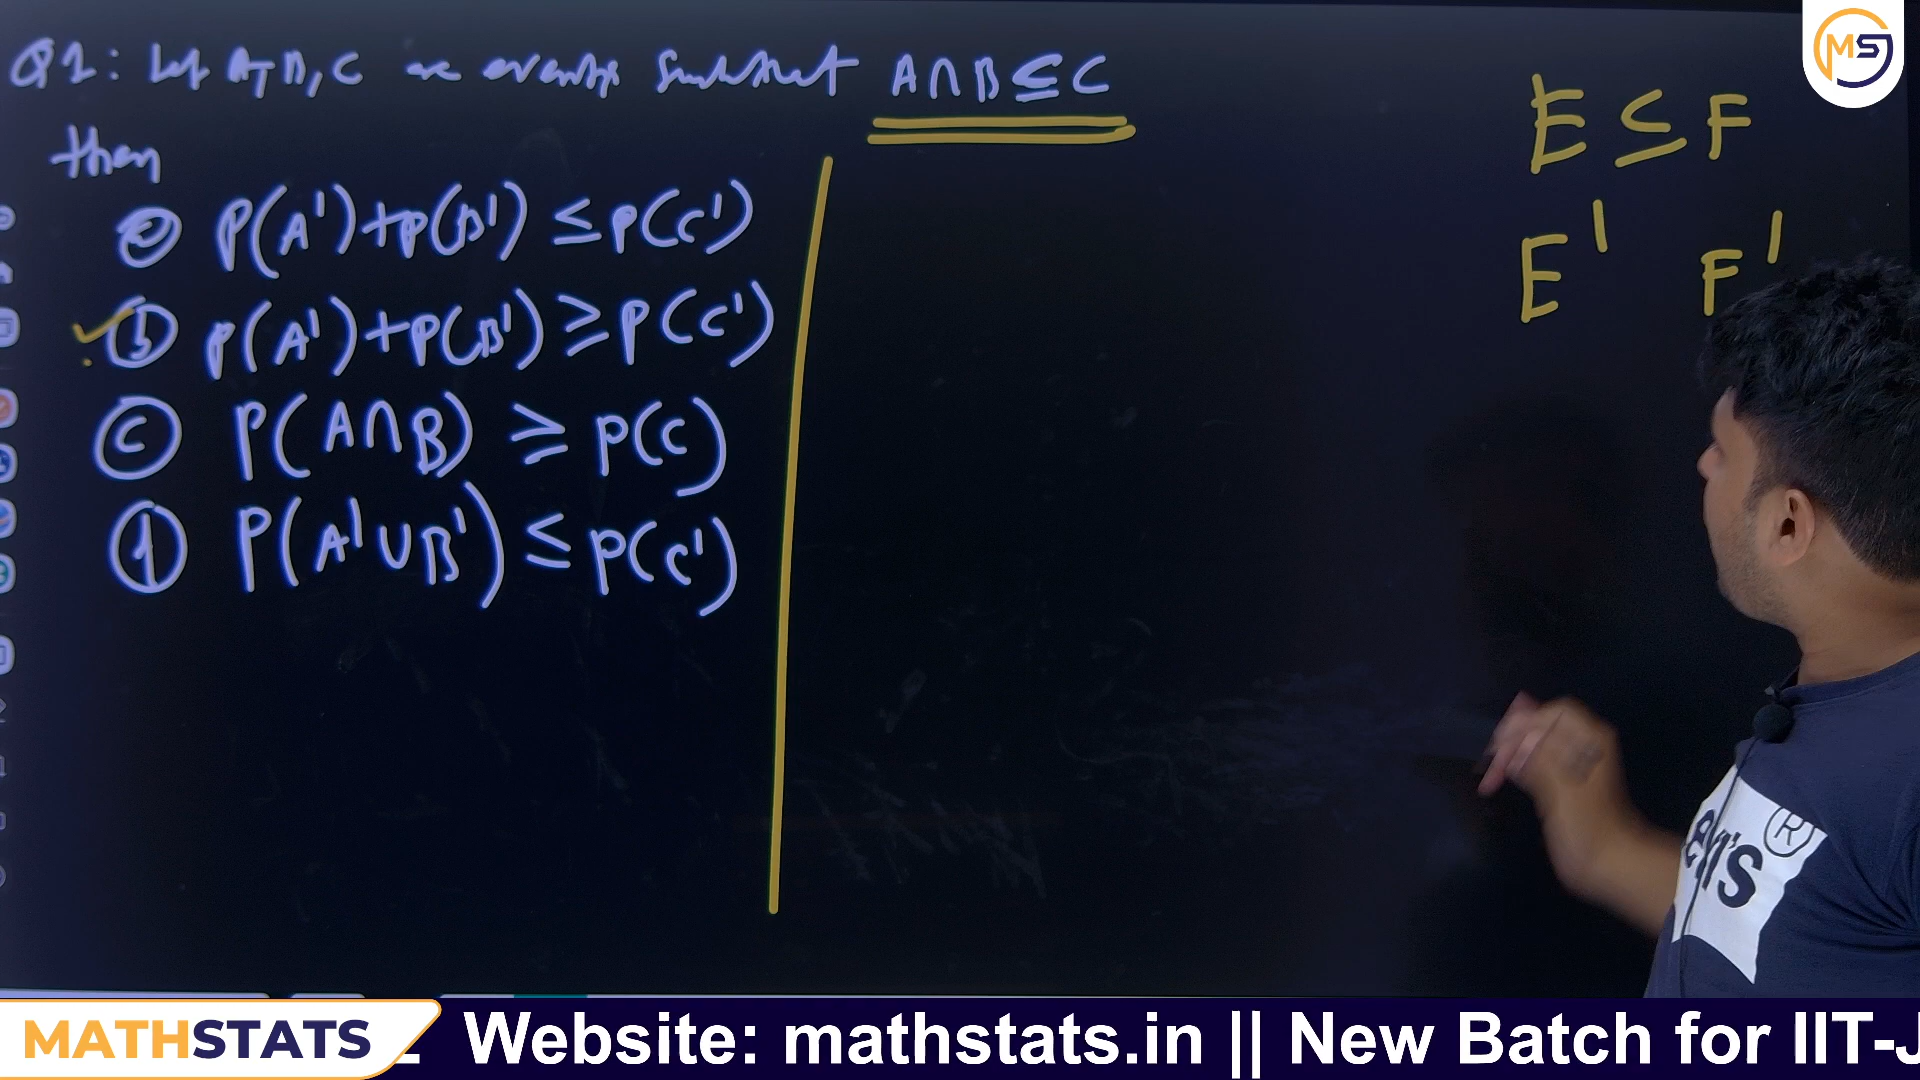 Q1: Let A, B, C are events such that A∩B ⊆ C
then
ⓐ P(A')+P(B') ≤ P(C')
ⓑ P(A')+P(B') ≥ P(C')
ⓒ P(A∩B) ≥ P(C)
ⓓ P(A'∪B') ≤ P(C')
E ⊆ F
E' F'
MS
'S ®
MATHSTATS
Website: mathstats.in || New Batch for IIT-J